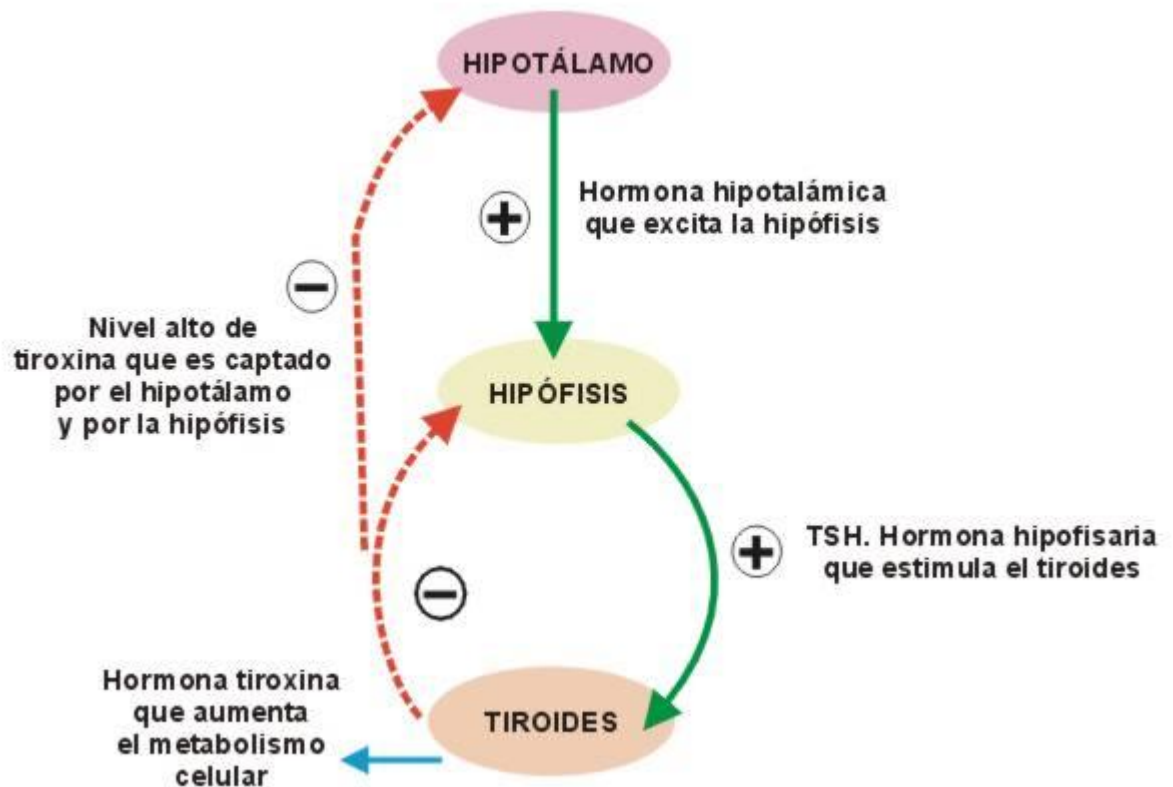 HIPOTÁLAMO
+
Hormona hipotalámica
que excita la hipófisis
−
Nivel alto de
tiroxina que es captado
por el hipotálamo
y por la hipófisis
HIPÓFISIS
+
TSH. Hormona hipofisaria
que estimula el tiroides
−
Hormona tiroxina
que aumenta
el metabolismo
celular
TIROIDES